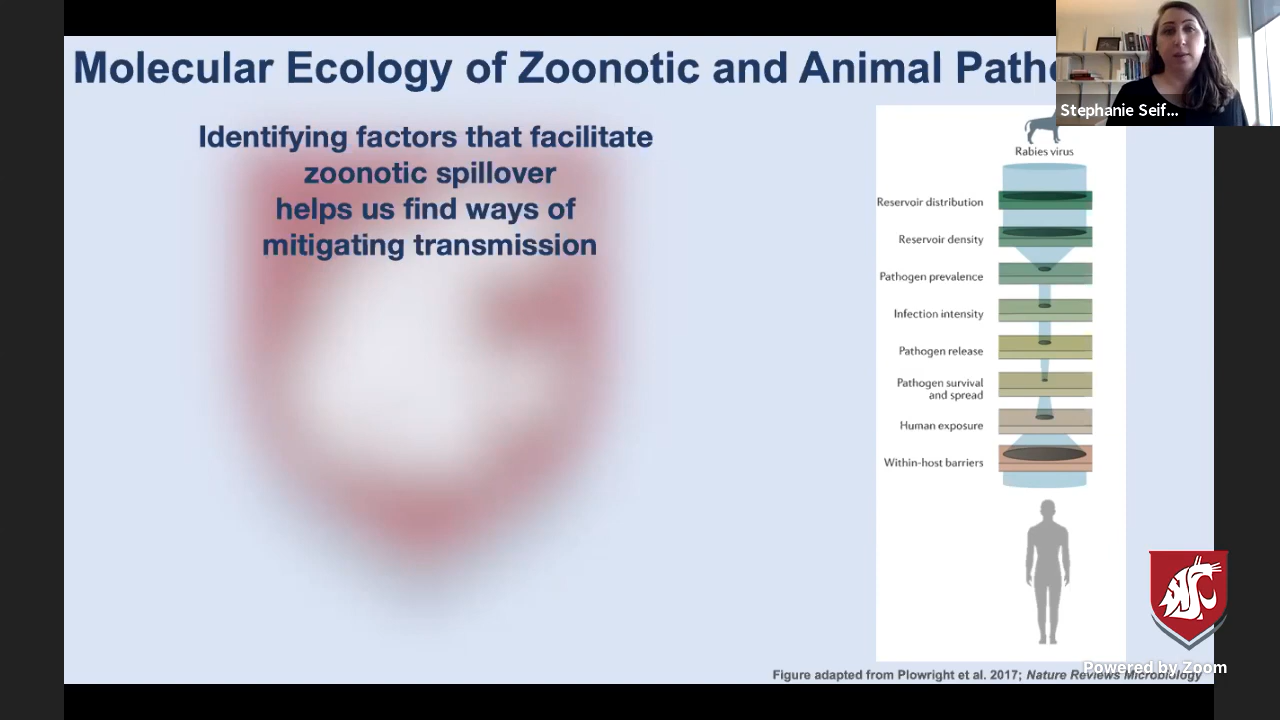 Molecular Ecology of Zoonotic and Animal
Stephanie Seif...
Identifying factors that facilitate
zoonotic spillover
helps us find ways of
mitigating transmission
Rabies virus
Reservoir distribution
Reservoir density
Pathogen prevalence
Infection intensity
Pathogen release
Pathogen survival
and spread
Human exposure
Within-host barriers
Powered by Zoom
Figure adapted from Plowright et al. 2017; Nature Reviews Microbiology